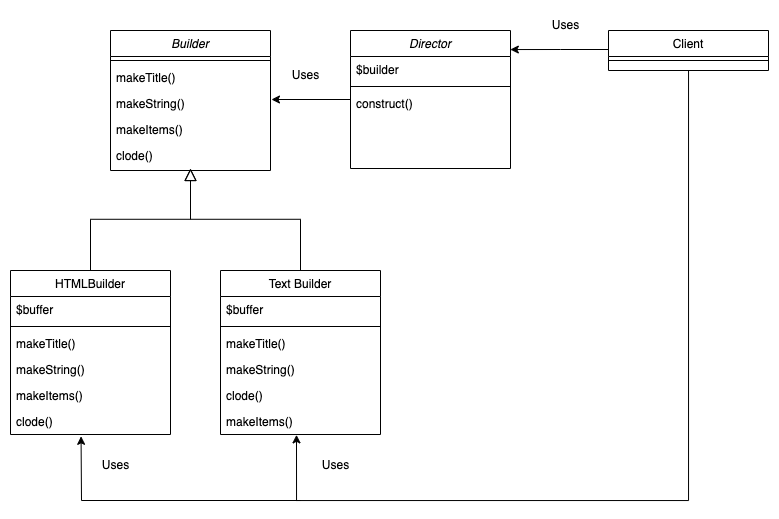 Uses
Builder
Director
Client
makeTitle()
makeString()
makeItems()
clode()
Uses
$builder
construct()
HTMLBuilder
$buffer
makeTitle()
makeString()
makeItems()
clode()
Text Builder
$buffer
makeTitle()
makeString()
clode()
makeItems()
Uses
Uses